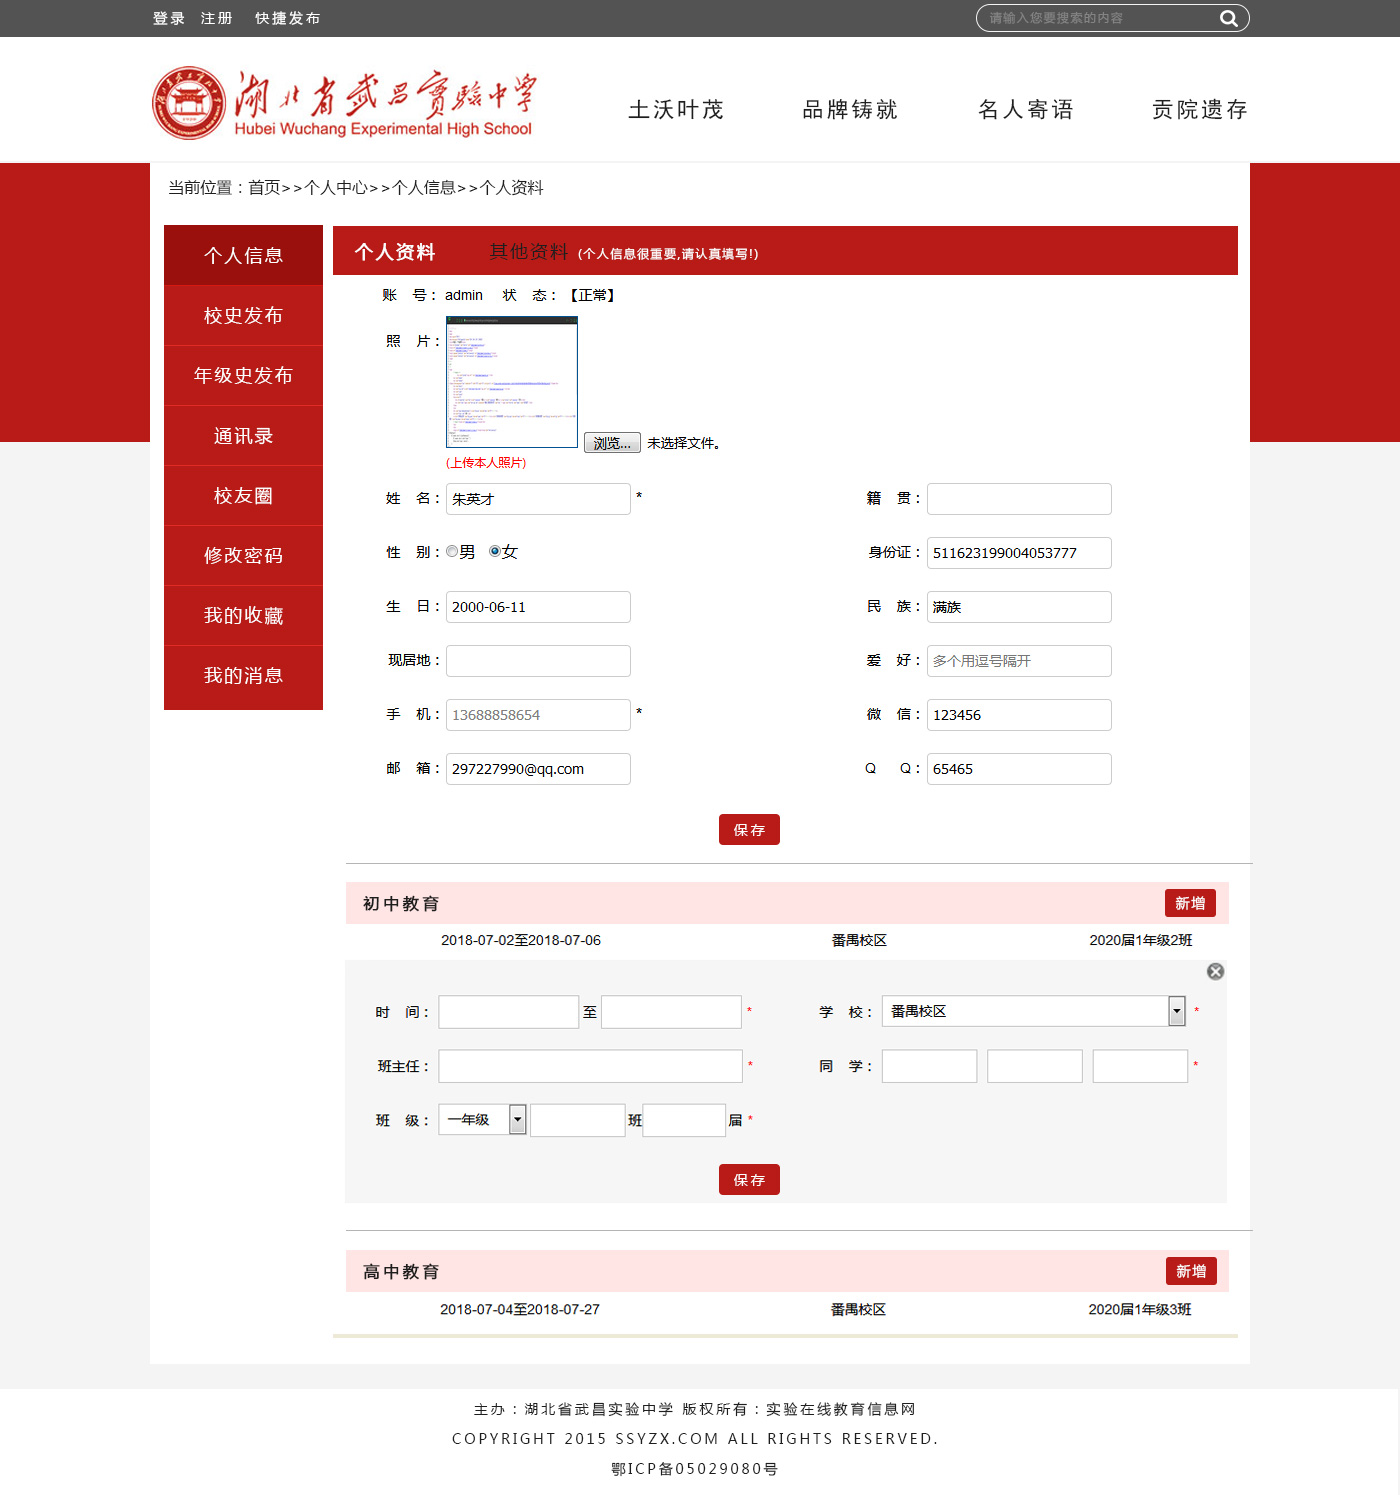 登录 注册 快捷发布 请输入您要搜索的内容
湖北省武昌实验中学
Hubei Wuchang Experimental High School
土沃叶茂 品牌铸就 名人寄语 贡院遗存
当前位置：首页>>个人中心>>个人信息>>个人资料
个人信息
校史发布
年级史发布
通讯录
校友圈
修改密码
我的收藏
我的消息
个人资料 其他资料 (个人信息很重要,请认真填写!)
账 号： admin 状 态： 【正常】
照 片：
浏览... 未选择文件。
(上传本人照片)
姓 名： 朱英才 * 籍 贯：
性 别： 男 女 身份证： 511623199004053777
生 日： 2000-06-11 民 族： 满族
现居地： 爱 好： 多个用逗号隔开
手 机： 13688858654 * 微 信： 123456
邮 箱： 297227990@qq.com Q Q： 65465
保存
初中教育 新增
2018-07-02至2018-07-06 番禺校区 2020届1年级2班
时 间： 至 * 学 校： 番禺校区 *
班主任： * 同 学： *
班 级： 一年级 班 届 *
保存
高中教育 新增
2018-07-04至2018-07-27 番禺校区 2020届1年级3班
主办：湖北省武昌实验中学 版权所有：实验在线教育信息网
COPYRIGHT 2015 SSYZX.COM ALL RIGHTS RESERVED.
鄂ICP备05029080号